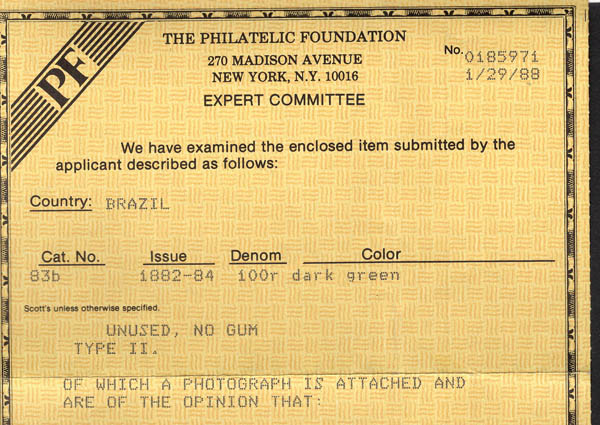 PF
THE PHILATELIC FOUNDATION
270 MADISON AVENUE
NEW YORK, N.Y. 10016
EXPERT COMMITTEE
No. 0185971
1/29/88
We have examined the enclosed item submitted by the
applicant described as follows:
Country: BRAZIL
Cat. No. Issue Denom Color
83b 1882-84 100r dark green
Scott's unless otherwise specified.
UNUSED, NO GUM
TYPE II.
OF WHICH A PHOTOGRAPH IS ATTACHED AND
ARE OF THE OPINION THAT: